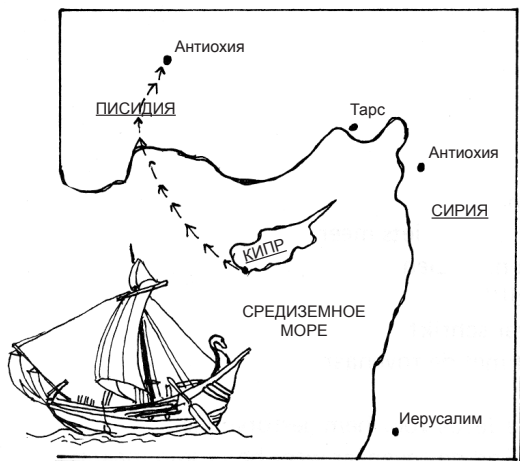 Антиохия
ПИСИДИЯ
Тарс
Антиохия
СИРИЯ
КИПР
СРЕДИЗЕМНОЕ
МОРЕ
Иерусалим